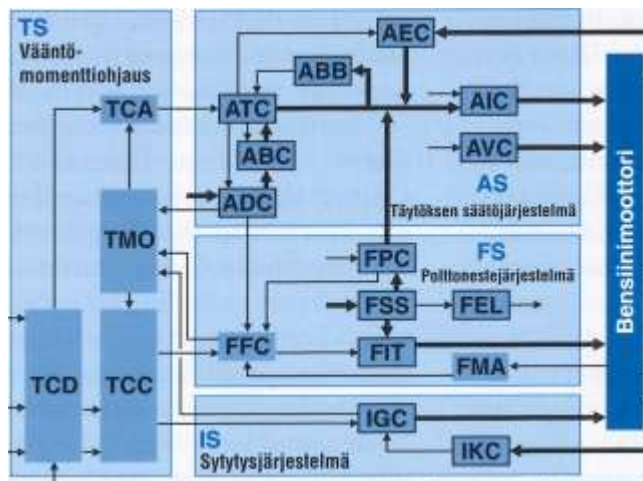 TS
Vääntö-
momenttiohjaus
AEC
ABB
TCA
ATC
AIC
ABC
AVC
ADC
AS
Täytöksen säätöjärjestelmä
TMO
FPC
FS
Polttonestejärjestelmä
FSS
FEL
FFC
FIT
FMA
TCD
TCC
IGC
IS
Sytytysjärjestelmä
IKC
Bensiinimoottori